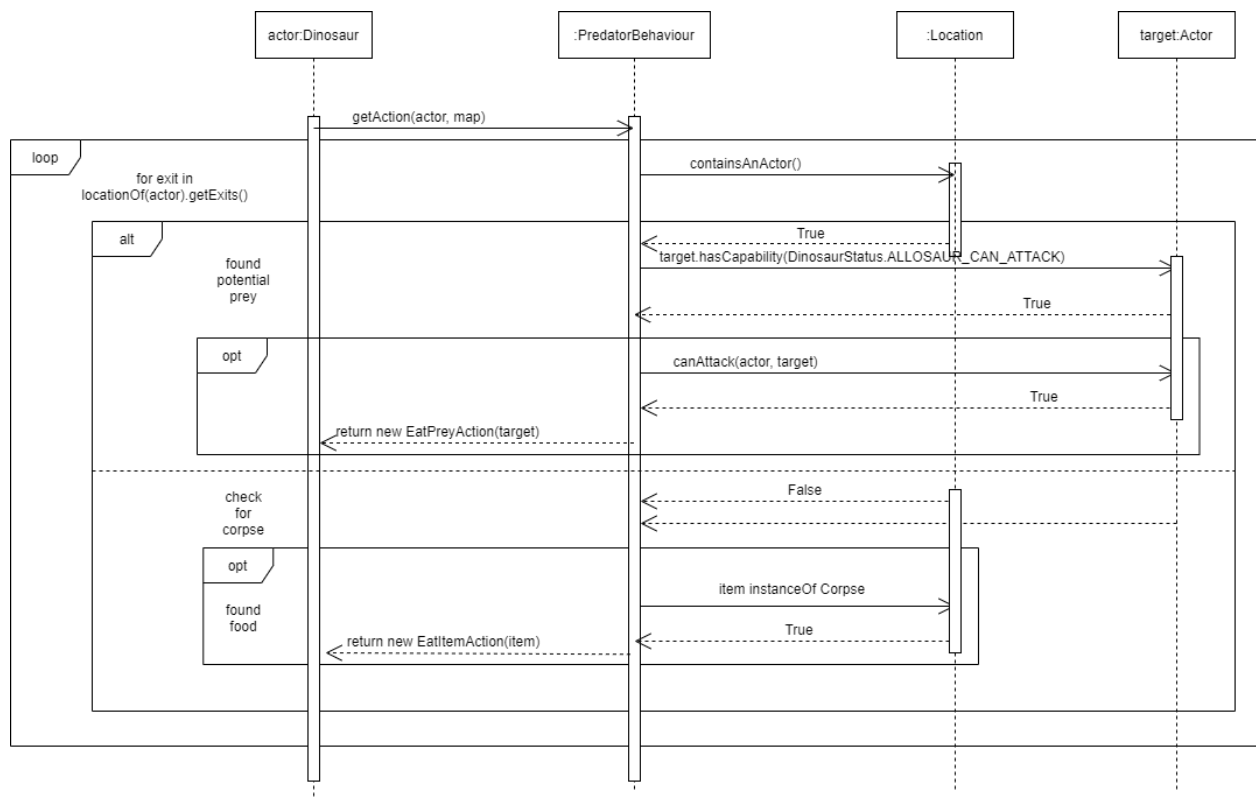 actor:Dinosaur
:PredatorBehaviour
:Location
target:Actor
getAction(actor, map)
loop
for exit in
locationOf(actor).getExits()
containsAnActor()
alt
True
found
potential
prey
target.hasCapability(DinosaurStatus.ALLOSAUR_CAN_ATTACK)
True
opt
canAttack(actor, target)
True
return new EatPreyAction(target)
check
for
corpse
False
opt
item instanceOf Corpse
found
food
True
return new EatItemAction(item)